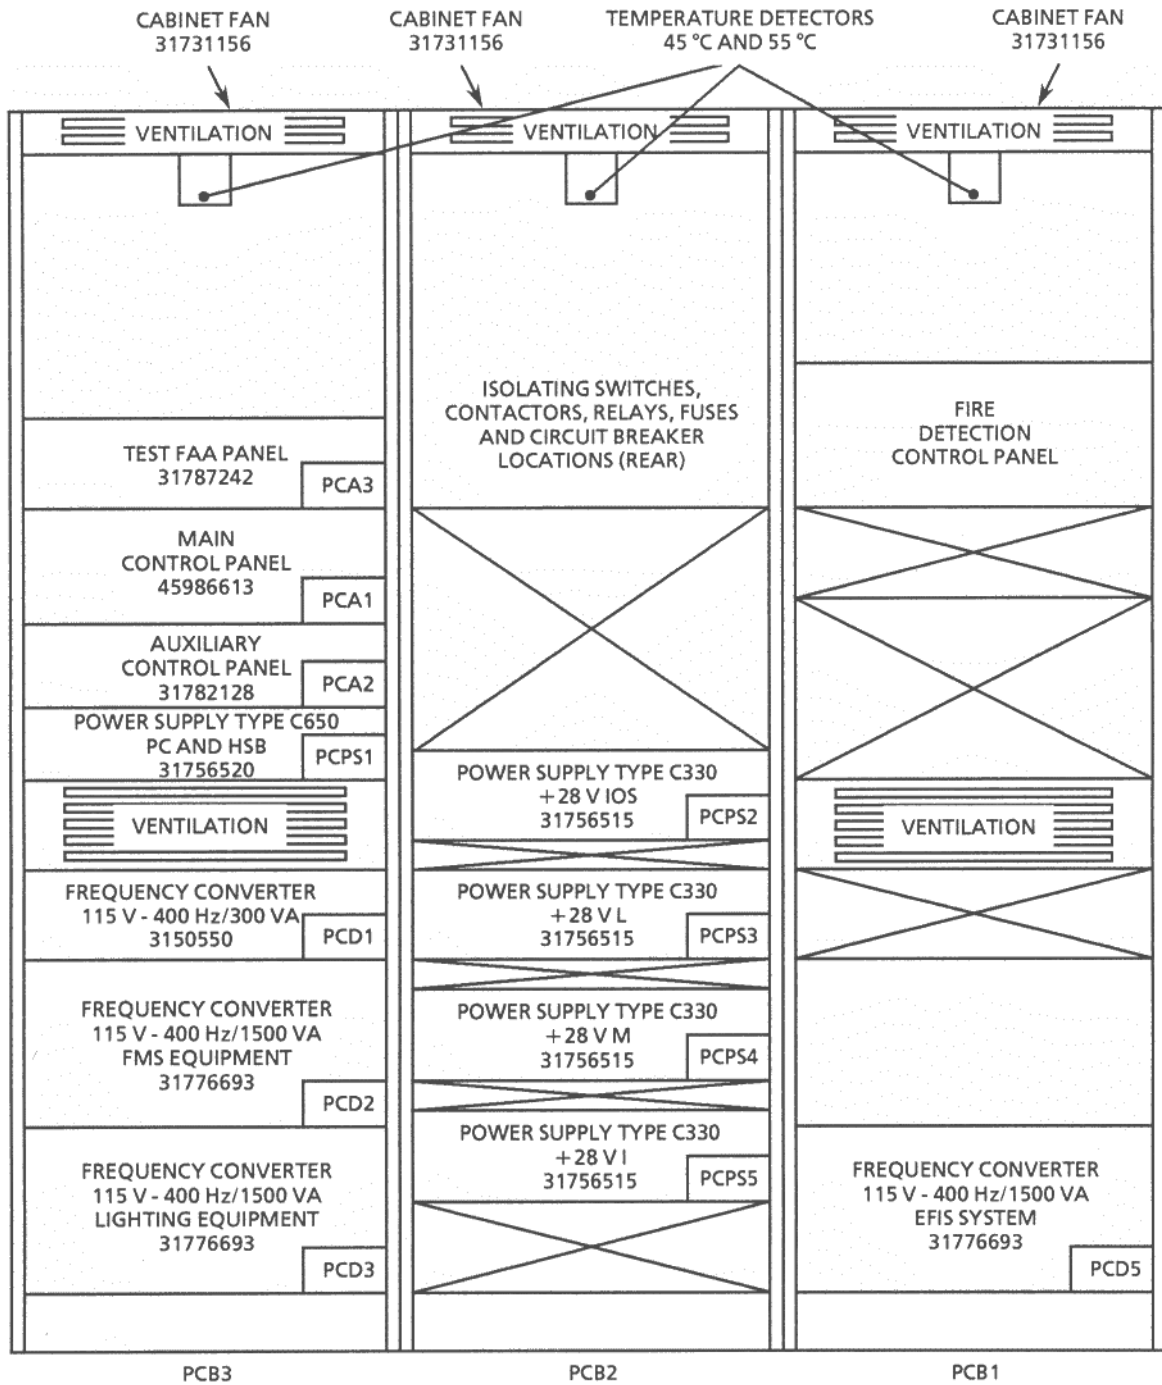 CABINET FAN
31731156
CABINET FAN
31731156
TEMPERATURE DETECTORS
45 °C AND 55 °C
CABINET FAN
31731156
VENTILATION
TEST FAA PANEL
31787242
PCA3
MAIN
CONTROL PANEL
45986613
PCA1
AUXILIARY
CONTROL PANEL
31782128
PCA2
POWER SUPPLY TYPE C650
PC AND HSB
31756520
PCPS1
VENTILATION
FREQUENCY CONVERTER
115 V - 400 Hz/300 VA
3150550
PCD1
FREQUENCY CONVERTER
115 V - 400 Hz/1500 VA
FMS EQUIPMENT
31776693
PCD2
FREQUENCY CONVERTER
115 V - 400 Hz/1500 VA
LIGHTING EQUIPMENT
31776693
PCD3
PCB3
VENTILATION
ISOLATING SWITCHES,
CONTACTORS, RELAYS, FUSES
AND CIRCUIT BREAKER
LOCATIONS (REAR)
POWER SUPPLY TYPE C330
+28 V IOS
31756515
PCPS2
POWER SUPPLY TYPE C330
+28 V L
31756515
PCPS3
POWER SUPPLY TYPE C330
+28 V M
31756515
PCPS4
POWER SUPPLY TYPE C330
+28 V I
31756515
PCPS5
PCB2
VENTILATION
FIRE
DETECTION
CONTROL PANEL
VENTILATION
FREQUENCY CONVERTER
115 V - 400 Hz/1500 VA
EFIS SYSTEM
31776693
PCD5
PCB1